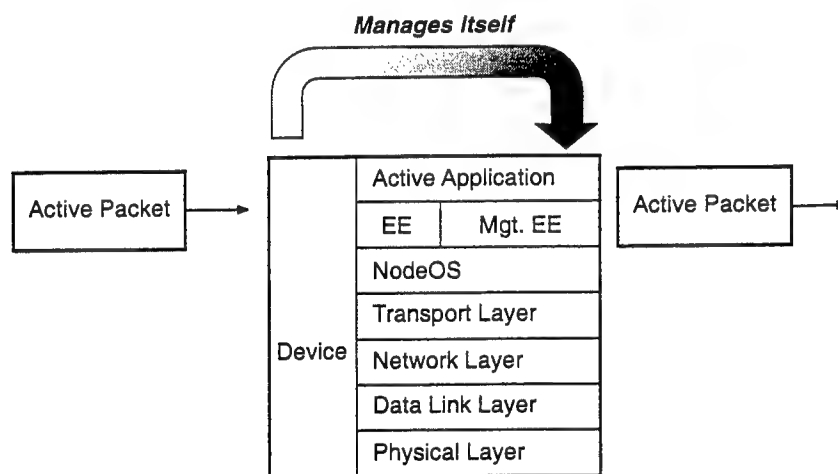 Manages Itself
Active Packet
Device
Active Application
EE
Mgt. EE
NodeOS
Transport Layer
Network Layer
Data Link Layer
Physical Layer
Active Packet